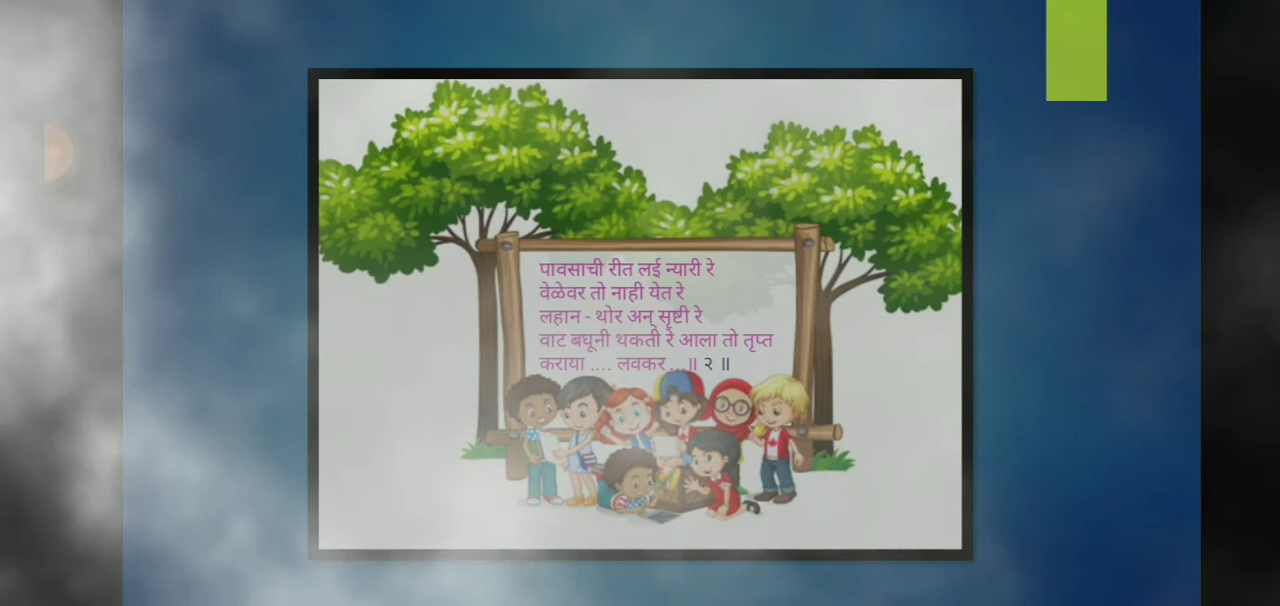 पावसाची रीत लई न्यारी रे
वेळेवर तो नाही येत रे
लहान - थोर अन् सृष्टी रे
वाट बघूनी थकती रे आला तो तृप्त
कराया .... लवकर ...॥ २ ॥